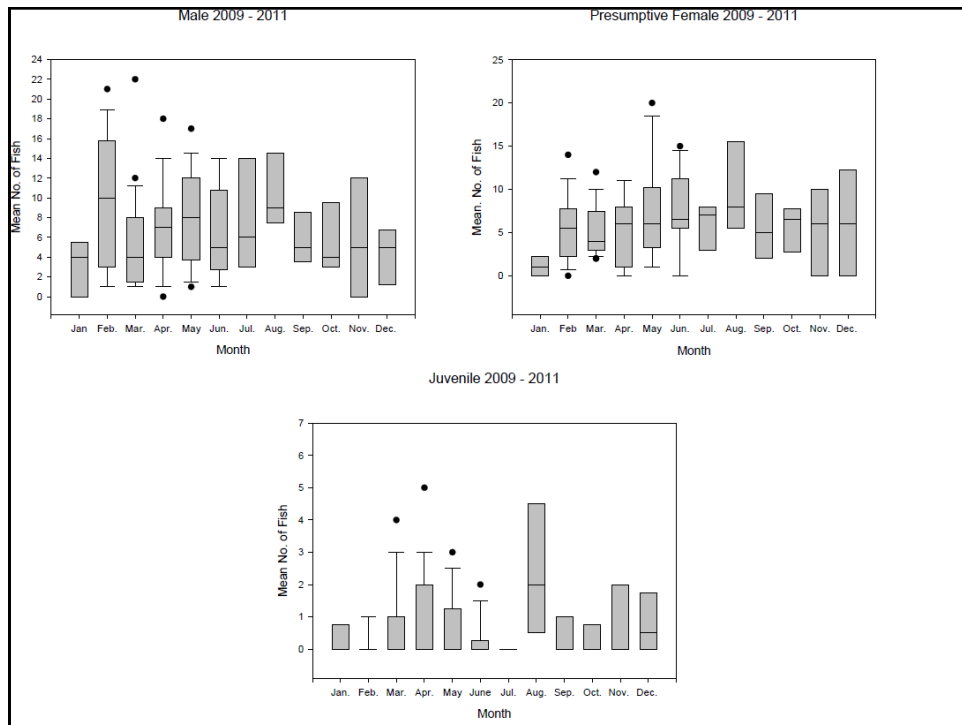 Male 2009 - 2011
24
22
20
18
16
14
12
10
8
6
4
2
0
Mean No. of Fish
Jan Feb. Mar. Apr. May Jun. Jul. Aug. Sep. Oct. Nov. Dec.
Month
Presumptive Female 2009 - 2011
25
20
15
10
5
0
Mean. No. of Fish
Jan. Feb Mar. Apr. May Jun. Jul. Aug. Sep. Oct. Nov. Dec.
Month
Juvenile 2009 - 2011
7
6
5
4
3
2
1
0
Mean No. of Fish
Jan. Feb. Mar. Apr. May June Jul. Aug. Sep. Oct. Nov. Dec.
Month